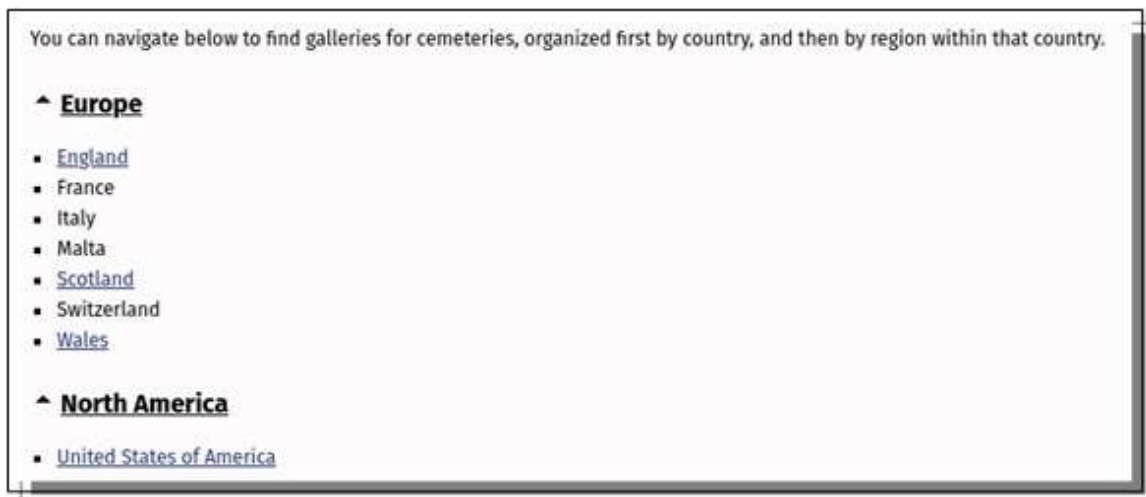 You can navigate below to find galleries for cemeteries, organized first by country, and then by region within that country.
Europe
England
France
Italy
Malta
Scotland
Switzerland
Wales
North America
United States of America